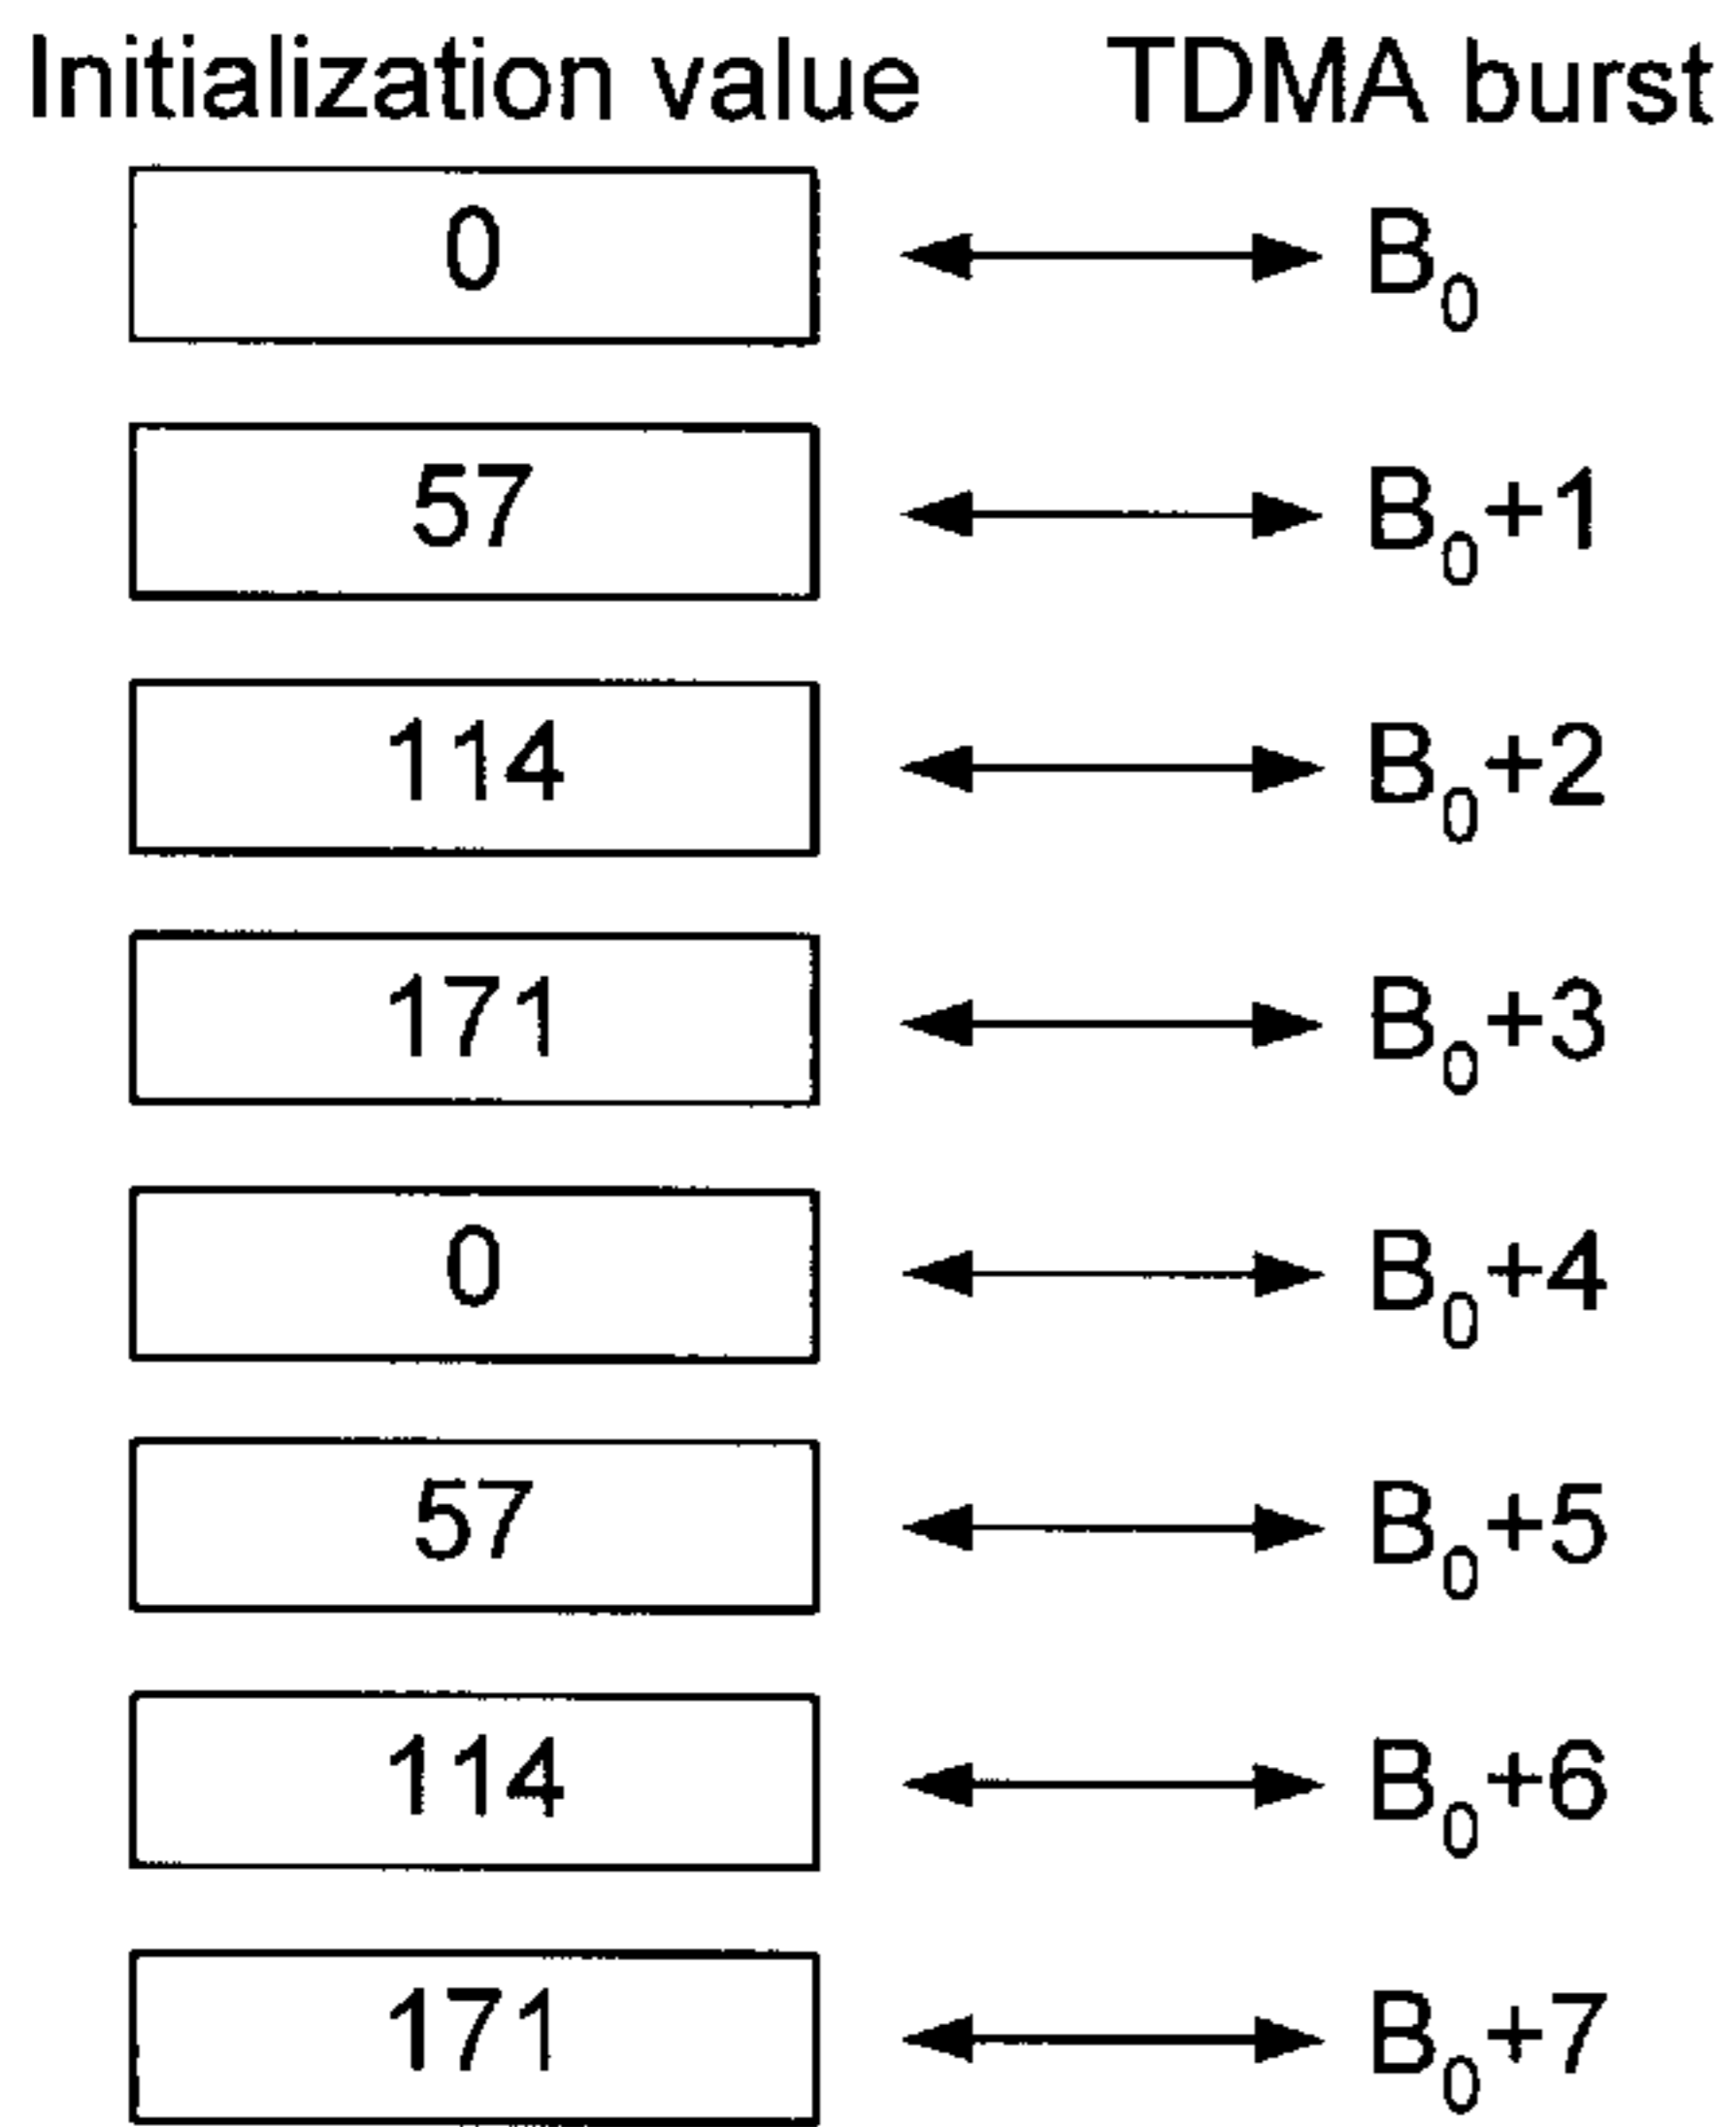 Initialization value TDMA burst
0 B₀
57 B₀+1
114 B₀+2
171 B₀+3
0 B₀+4
57 B₀+5
114 B₀+6
171 B₀+7